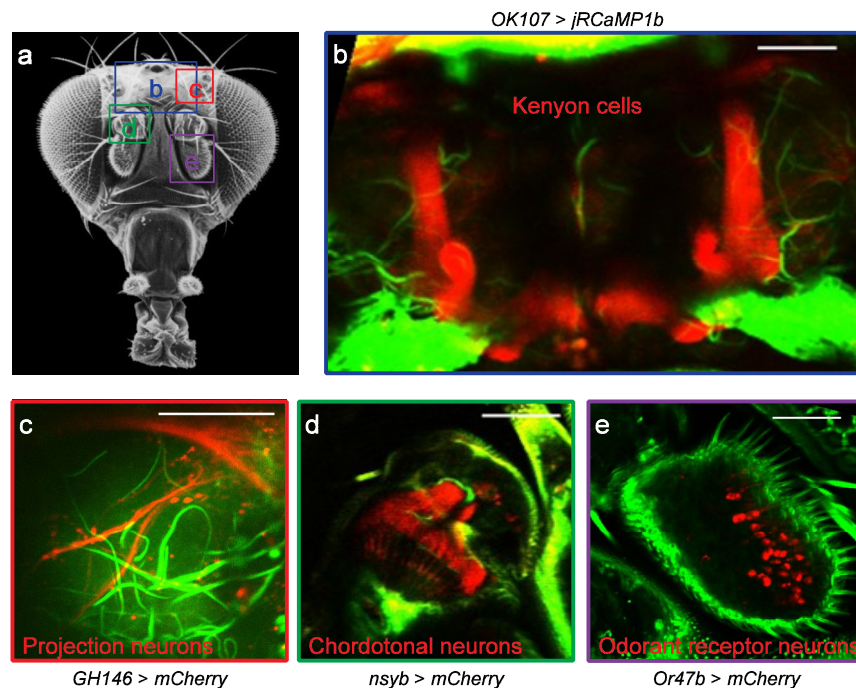 OK107 > jRCaMP1b
a
b
c
d
e
b
Kenyon cells
c
Projection neurons
d
Chordotonal neurons
e
Odorant receptor neurons
GH146 > mCherry
nsyb > mCherry
Or47b > mCherry